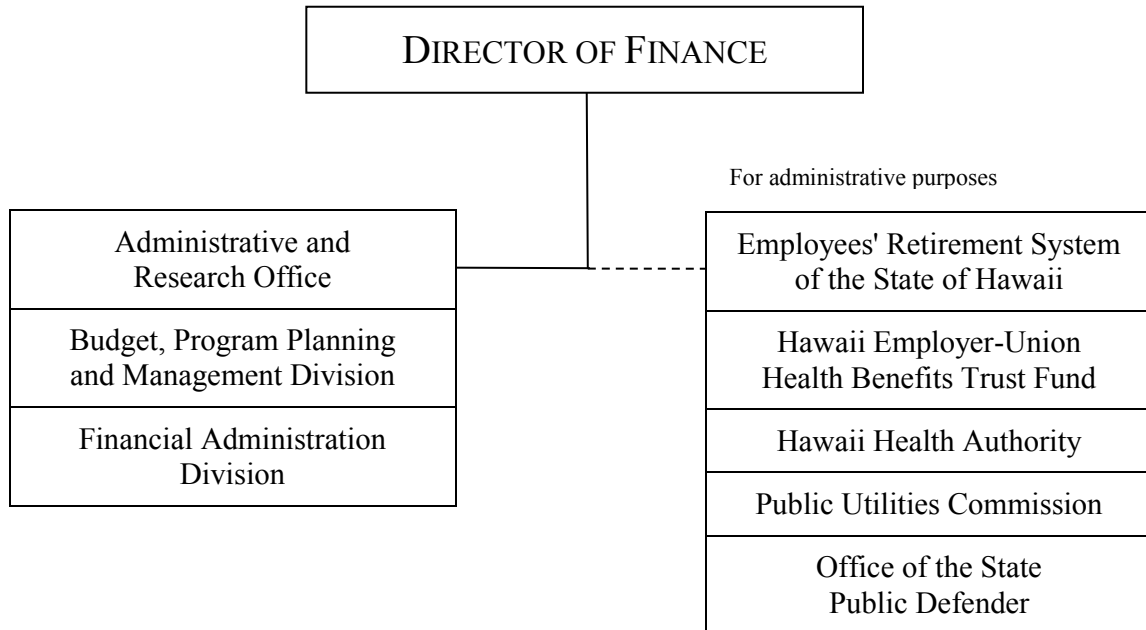 DIRECTOR OF FINANCE
For administrative purposes
Administrative and
Research Office
Budget, Program Planning
and Management Division
Financial Administration
Division
Employees' Retirement System
of the State of Hawaii
Hawaii Employer-Union
Health Benefits Trust Fund
Hawaii Health Authority
Public Utilities Commission
Office of the State
Public Defender